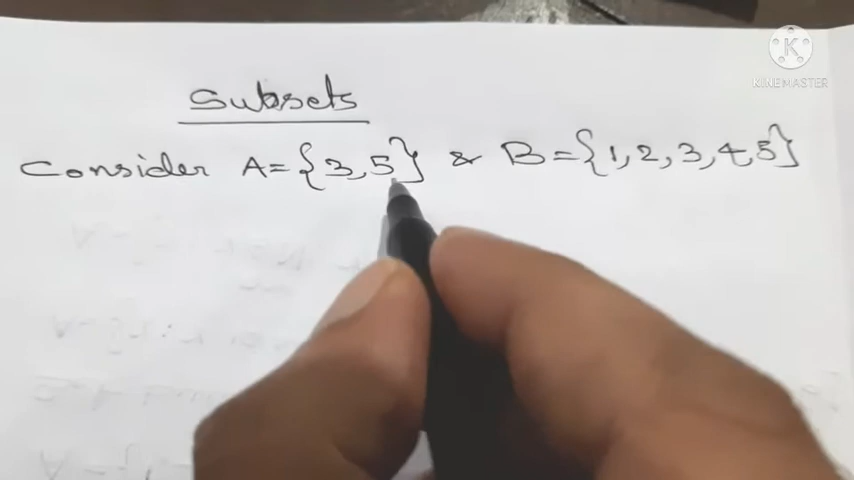 KINEMASTER
Subsets
Consider A={3,5} & B={1,2,3,4,5}